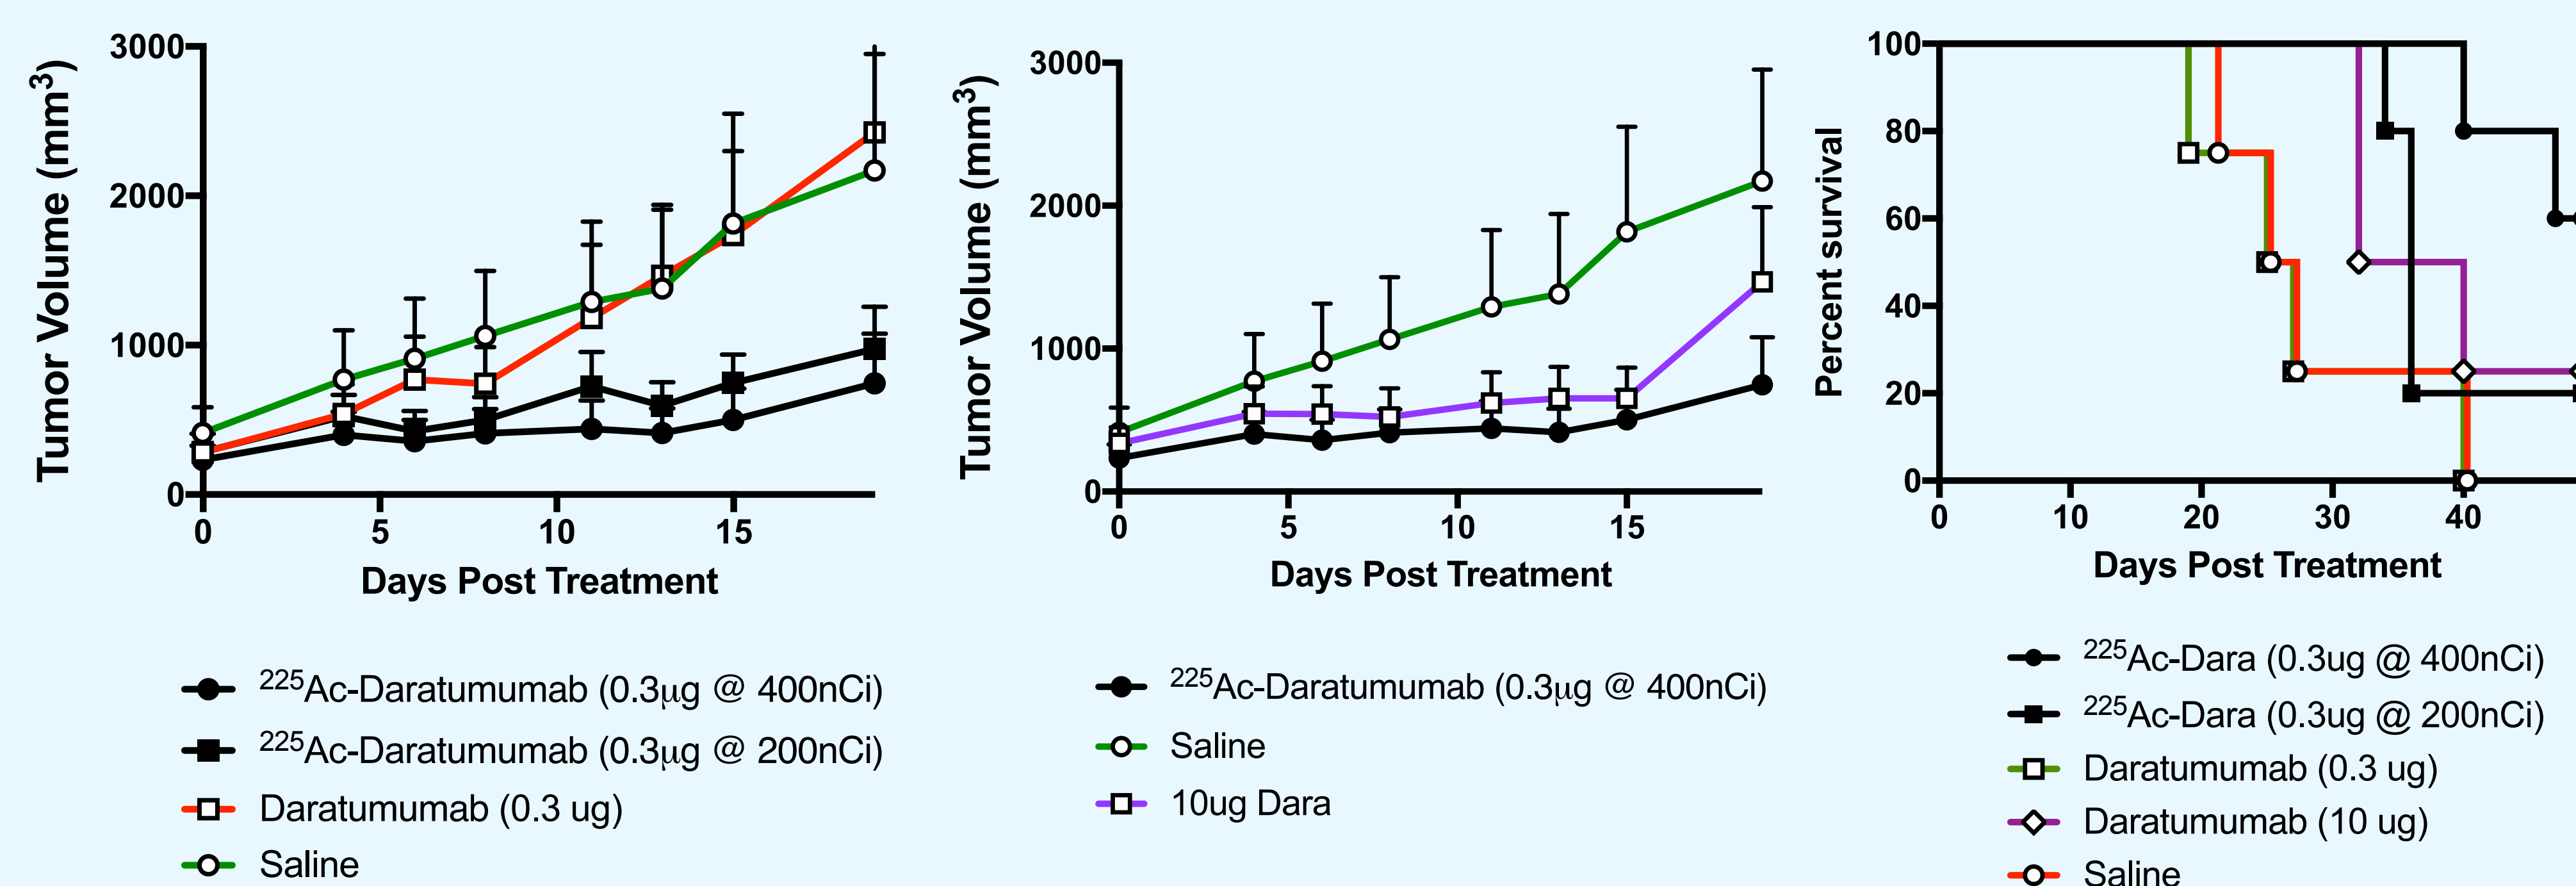 3000
2000
1000
0
Tumor Volume (mm3)
0 5 10 15
Days Post Treatment
225Ac-Daratumumab (0.3μg @ 400nCi)
225Ac-Daratumumab (0.3μg @ 200nCi)
Daratumumab (0.3 ug)
Saline
3000
2000
1000
0
Tumor Volume (mm3)
0 5 10 15
Days Post Treatment
225Ac-Daratumumab (0.3μg @ 400nCi)
Saline
10ug Dara
100
80
60
40
20
0
Percent survival
0 10 20 30 40
Days Post Treatment
225Ac-Dara (0.3ug @ 400nCi)
225Ac-Dara (0.3ug @ 200nCi)
Daratumumab (0.3 ug)
Daratumumab (10 ug)
Saline